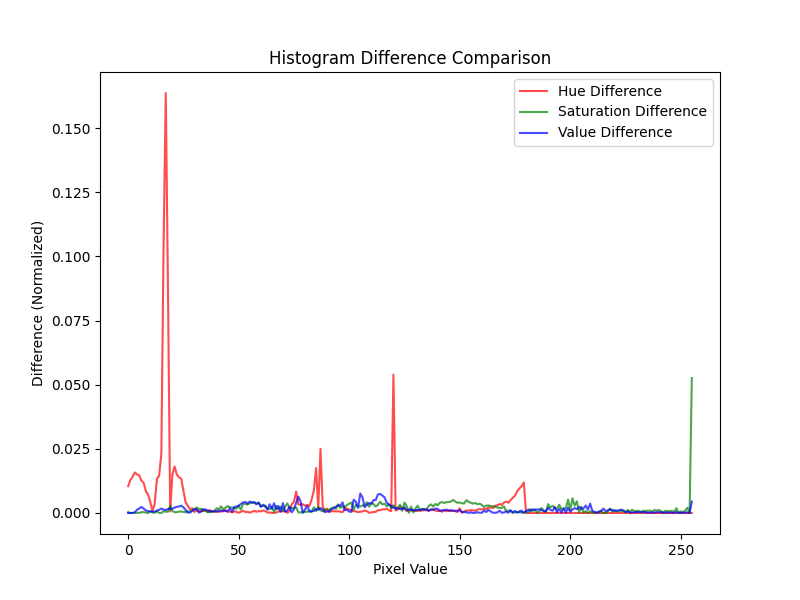 Histogram Difference Comparison
Hue Difference
Saturation Difference
Value Difference
Difference (Normalized)
0.150
0.125
0.100
0.075
0.050
0.025
0.000
0 50 100 150 200 250
Pixel Value